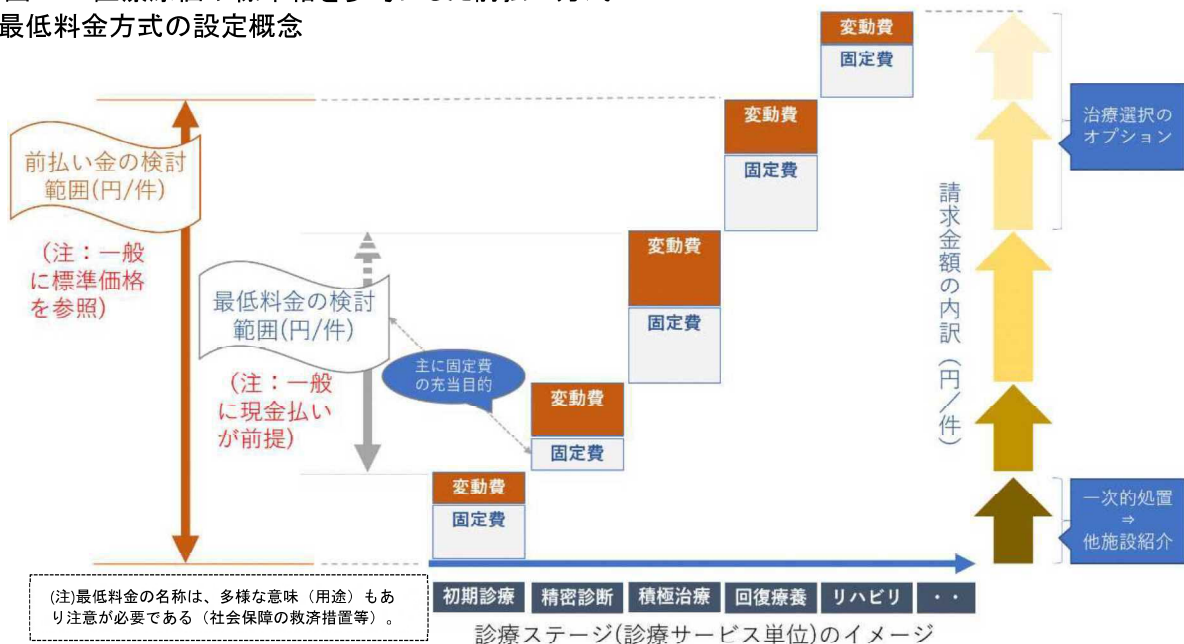 最低料金方式の設定概念
変動費
固定費
変動費
固定費
変動費
固定費
変動費
固定費
変動費
固定費
前払い金の検討
範囲(円/件)
(注：一般
に標準価格
を参照)
最低料金の検討
範囲(円/件)
(注：一般
に現金払い
が前提)
主に固定費
の充当目的
請求金額の内訳(円/件)
治療選択の
オプション
一次的処置
⇒
他施設紹介
初期診療
精密診断
積極治療
回復療養
リハビリ
・・
診療ステージ(診療サービス単位)のイメージ
(注)最低料金の名称は、多様な意味（用途）もあ
り注意が必要である（社会保障の救済措置等）。